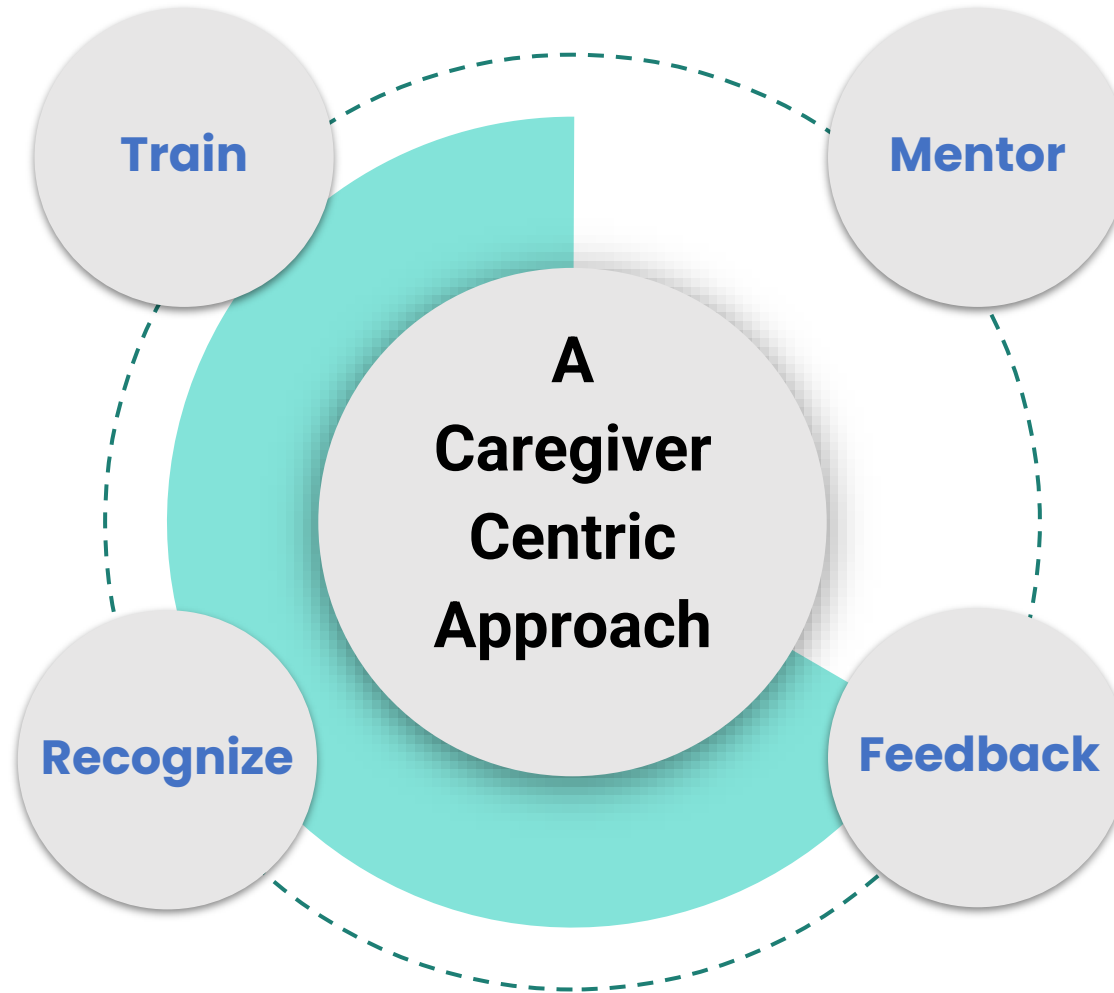 Train
Mentor
A
Caregiver
Centric
Approach
Recognize
Feedback